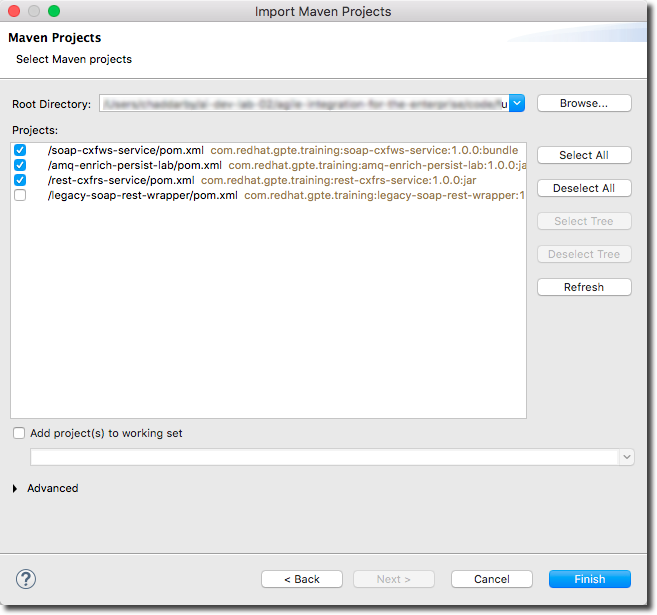 Import Maven Projects
Maven Projects
Select Maven projects
Root Directory:
Browse...
Projects:
/soap-cxfws-service/pom.xml com.redhat.gpte.training:soap-cxfws-service:1.0.0:bundle
/amq-enrich-persist-lab/pom.xml com.redhat.gpte.training:amq-enrich-persist-lab:1.0.0:ja
/rest-cxfrs-service/pom.xml com.redhat.gpte.training:rest-cxfrs-service:1.0.0:jar
/legacy-soap-rest-wrapper/pom.xml com.redhat.gpte.training:legacy-soap-rest-wrapper:1
Select All
Deselect All
Select Tree
Deselect Tree
Refresh
Add project(s) to working set
Advanced
?
< Back
Next >
Cancel
Finish